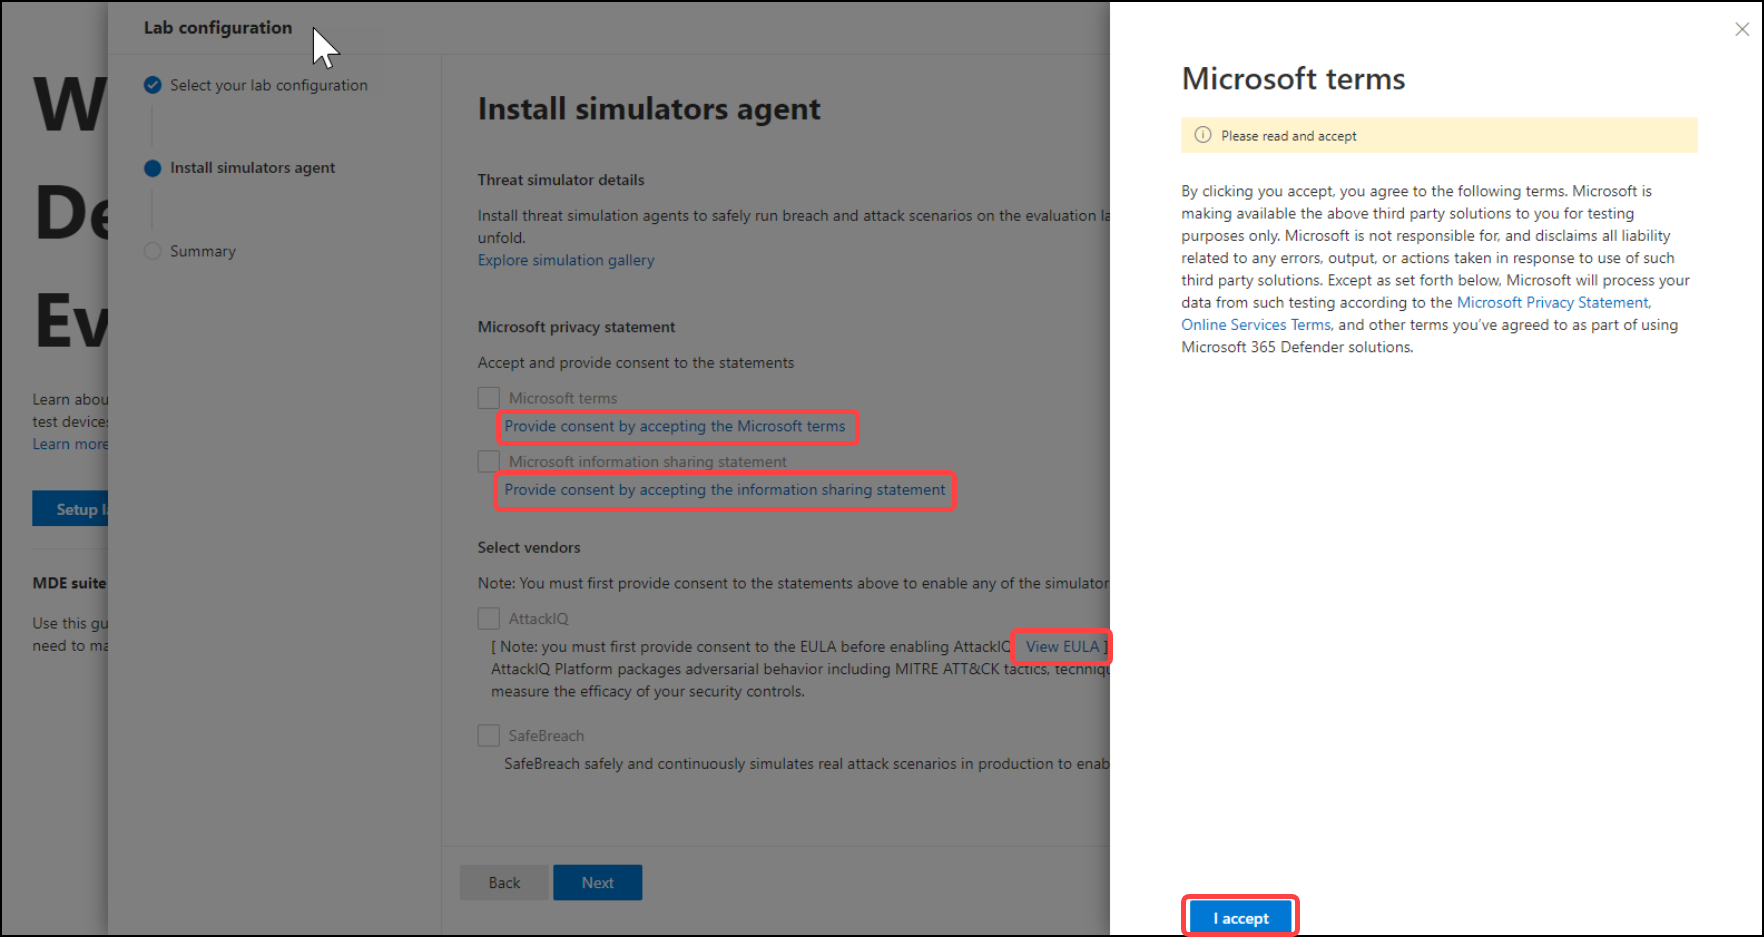 Lab configuration
Select your lab configuration
Install simulators agent
Summary
W
De
Ev
Learn abou
test device
Learn more
Setup l
MDE suite
Use this gu
need to ma
Install simulators agent
Threat simulator details
Install threat simulation agents to safely run breach and attack scenarios on the evaluation la
unfold.
Explore simulation gallery
Microsoft privacy statement
Accept and provide consent to the statements
Microsoft terms
Provide consent by accepting the Microsoft terms
Microsoft information sharing statement
Provide consent by accepting the information sharing statement
Select vendors
Note: You must first provide consent to the statements above to enable any of the simulator
AttackIQ
[ Note: you must first provide consent to the EULA before enabling AttackIQ View EULA ]
AttackIQ Platform packages adversarial behavior including MITRE ATT&CK tactics, techniqu
measure the efficacy of your security controls.
SafeBreach
SafeBreach safely and continuously simulates real attack scenarios in production to enab
Back
Next
Microsoft terms
Please read and accept
By clicking you accept, you agree to the following terms. Microsoft is
making available the above third party solutions to you for testing
purposes only. Microsoft is not responsible for, and disclaims all liability
related to any errors, output, or actions taken in response to use of such
third party solutions. Except as set forth below, Microsoft will process your
data from such testing according to the Microsoft Privacy Statement,
Online Services Terms, and other terms you've agreed to as part of using
Microsoft 365 Defender solutions.
I accept